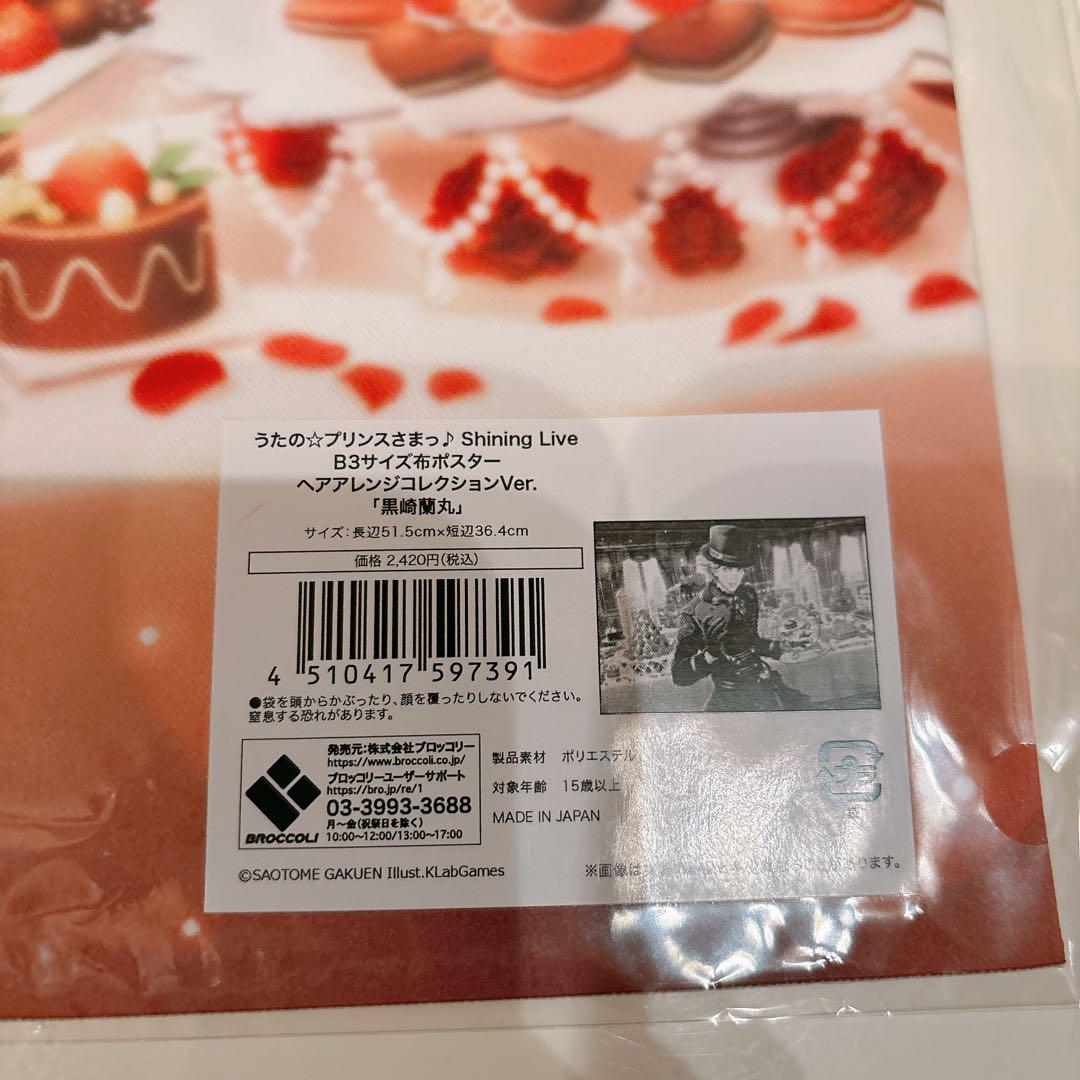 うたの☆プリンスさまっ♪ Shining Live
B3サイズ布ポスター
ヘアアレンジコレクションVer.
「黒崎蘭丸」
サイズ：長辺51.5cm×短辺36.4cm
価格 2,420円(税込)
4 510417 597391
●袋を頭からかぶったり、顔を覆ったりしないでください。
窒息する恐れがあります。
発売元：株式会社ブロッコリー
https://www.broccoli.co.jp/
ブロッコリーユーザーサポート
https://bro.jp/re/1
03-3993-3688
月～金(祝祭日を除く)
10:00～12:00/13:00～17:00
BROCCOLI
製品素材 ポリエステル
対象年齢 15歳以上
MADE IN JAPAN
©SAOTOME GAKUEN Illust.KLabGames
※画像は
あります。